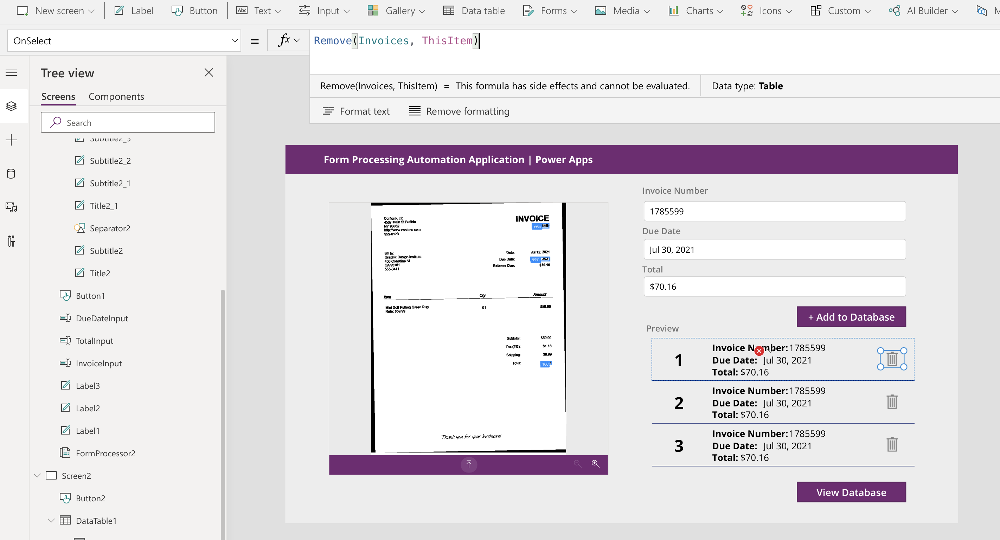 New screen
Label
Button
Abc
Text
Input
Gallery
Data table
Forms
Media
Charts
Icons
Custom
AI Builder
OnSelect
=
fx
Remove(Invoices, ThisItem)
Remove(Invoices, ThisItem) = This formula has side effects and cannot be evaluated.
Data type: Table
Format text
Remove formatting
Tree view
Screens
Components
Search
Subtitle2_3
Subtitle2_2
Subtitle2_1
Title2_1
Separator2
Subtitle2
Title2
Button1
DueDateInput
TotalInput
InvoiceInput
Label3
Label2
Label1
FormProcessor2
Screen2
Button2
DataTable1
Form Processing Automation Application | Power Apps
Contoso, Ltd.
4567 Main St Buffalo
NY 90852
http://www.contoso.com
555-0123
INVOICE
99% 599
Bill to:
Graphic Design Institute
456 Coastline St
CA 95101
555-3411
Date: Jul 12, 2021
Due Date: 99% 2021
Balance Due: $70.16
Item Qty Amount
Mini Golf Putting Green Rug 01 $59.99
Rate: $59.99
Subtotal: $59.99
Tax (2%): $1.18
Shipping: $8.99
Total: 100%
Thank you for your business!
Invoice Number
1785599
Due Date
Jul 30, 2021
Total
$70.16
+ Add to Database
Preview
1
Invoice Number: 1785599
Due Date: Jul 30, 2021
Total: $70.16
2
Invoice Number: 1785599
Due Date: Jul 30, 2021
Total: $70.16
3
Invoice Number: 1785599
Due Date: Jul 30, 2021
Total: $70.16
View Database